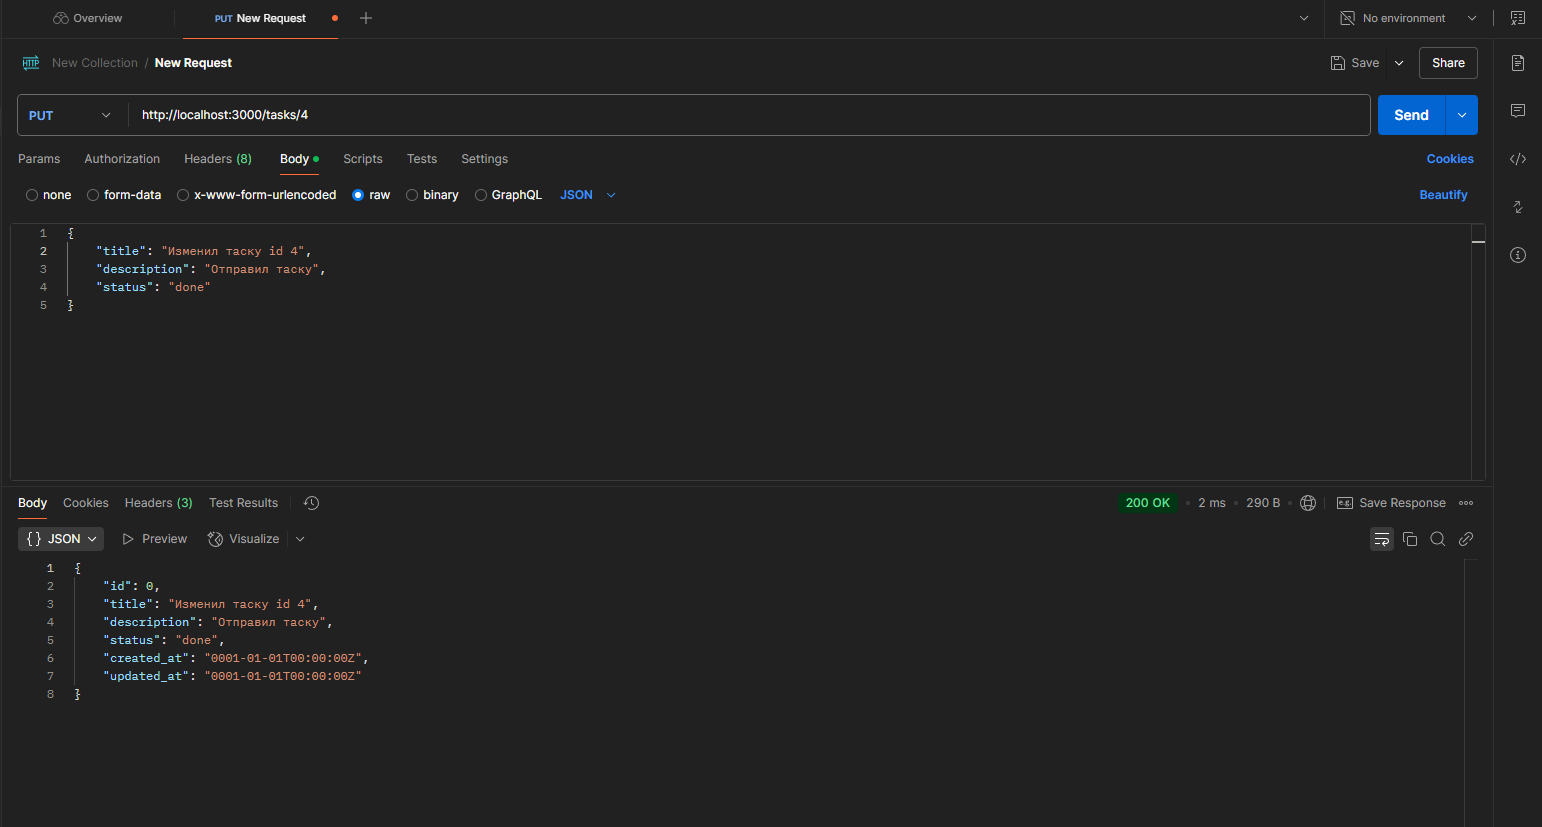 Overview PUT New Request No environment
HTTP New Collection / New Request Save Share
PUT http://localhost:3000/tasks/4 Send
Params Authorization Headers (8) Body Scripts Tests Settings Cookies
none form-data x-www-form-urlencoded raw binary GraphQL JSON Beautify
1 {
2 "title": "Изменил таску id 4",
3 "description": "Отправил таску",
4 "status": "done"
5 }
Body Cookies Headers (3) Test Results 200 OK • 2 ms • 290 B • e.g. Save Response
{} JSON Preview Visualize
1 {
2 "id": 0,
3 "title": "Изменил таску id 4",
4 "description": "Отправил таску",
5 "status": "done",
6 "created_at": "0001-01-01T00:00:00Z",
7 "updated_at": "0001-01-01T00:00:00Z"
8 }